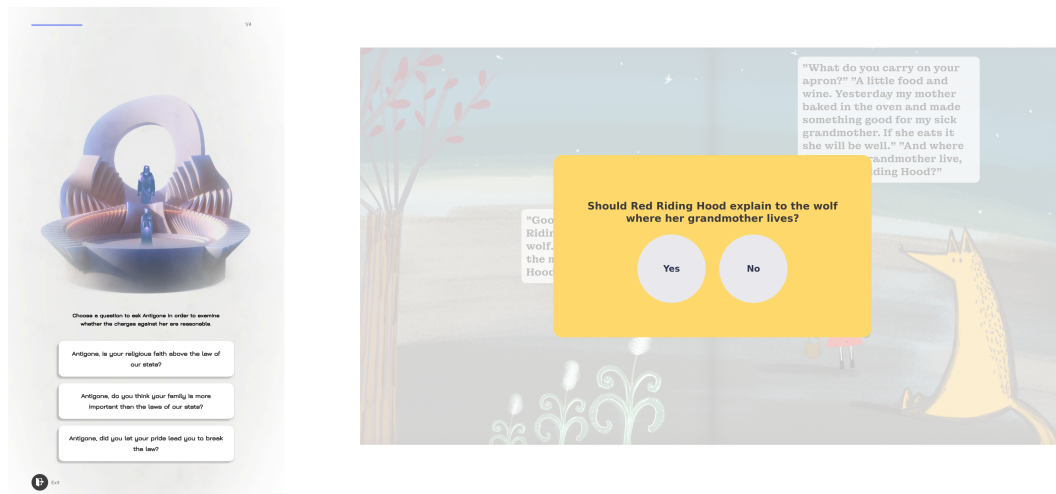 1/4
Choose a question to ask Antigone in order to examine
whether the charges against her are reasonable.
Antigone, is your religious faith above the law of
our state?
Antigone, do you think your family is more
important than the laws of our state?
Antigone, did you let your pride lead you to break
the law?
Exit
"What do you carry on your
apron?" "A little food and
wine. Yesterday my mother
baked in the oven and made
something good for my sick
grandmother. If she eats it
she will be well." "And where
grandmother live,
Hood?"
"Goo
wolf.
the
Hood
Should Red Riding Hood explain to the wolf
where her grandmother lives?
Yes
No